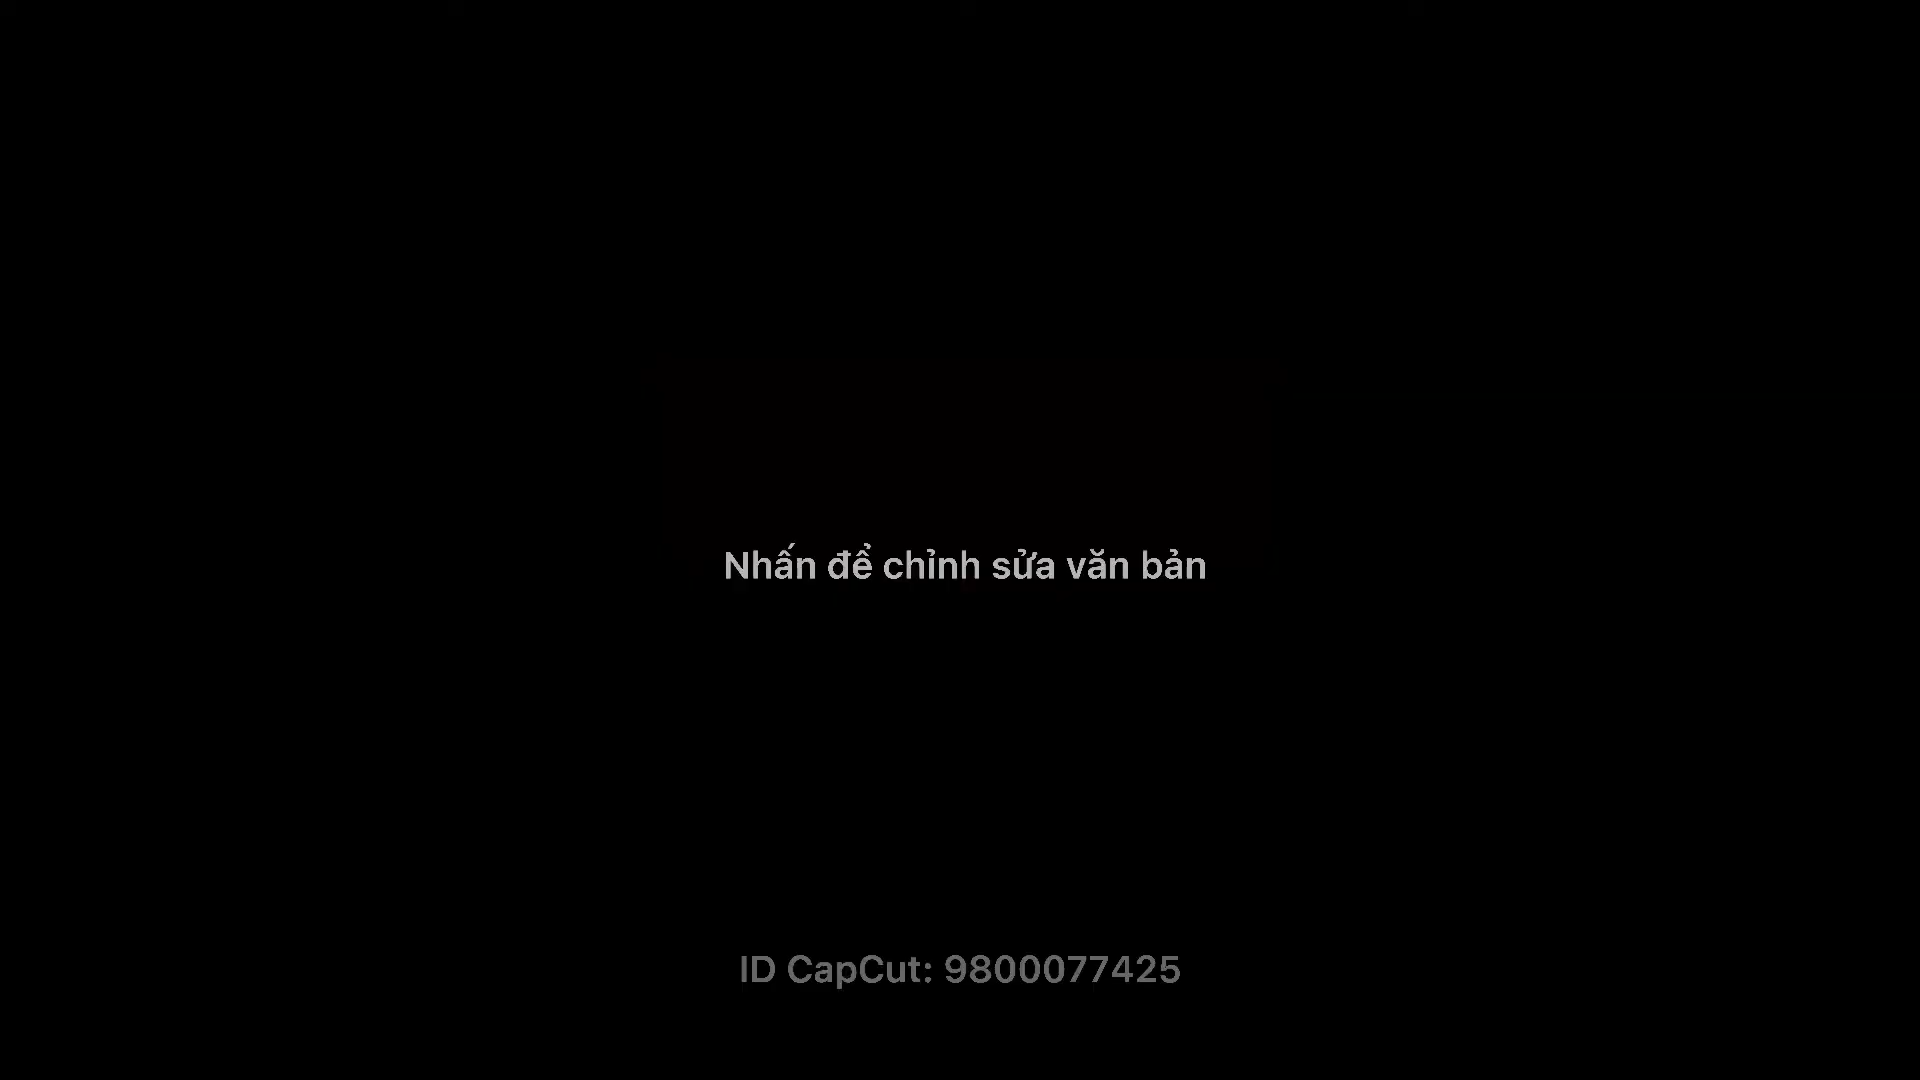 Nhấn để chỉnh sửa văn bản
ID CapCut: 9800077425